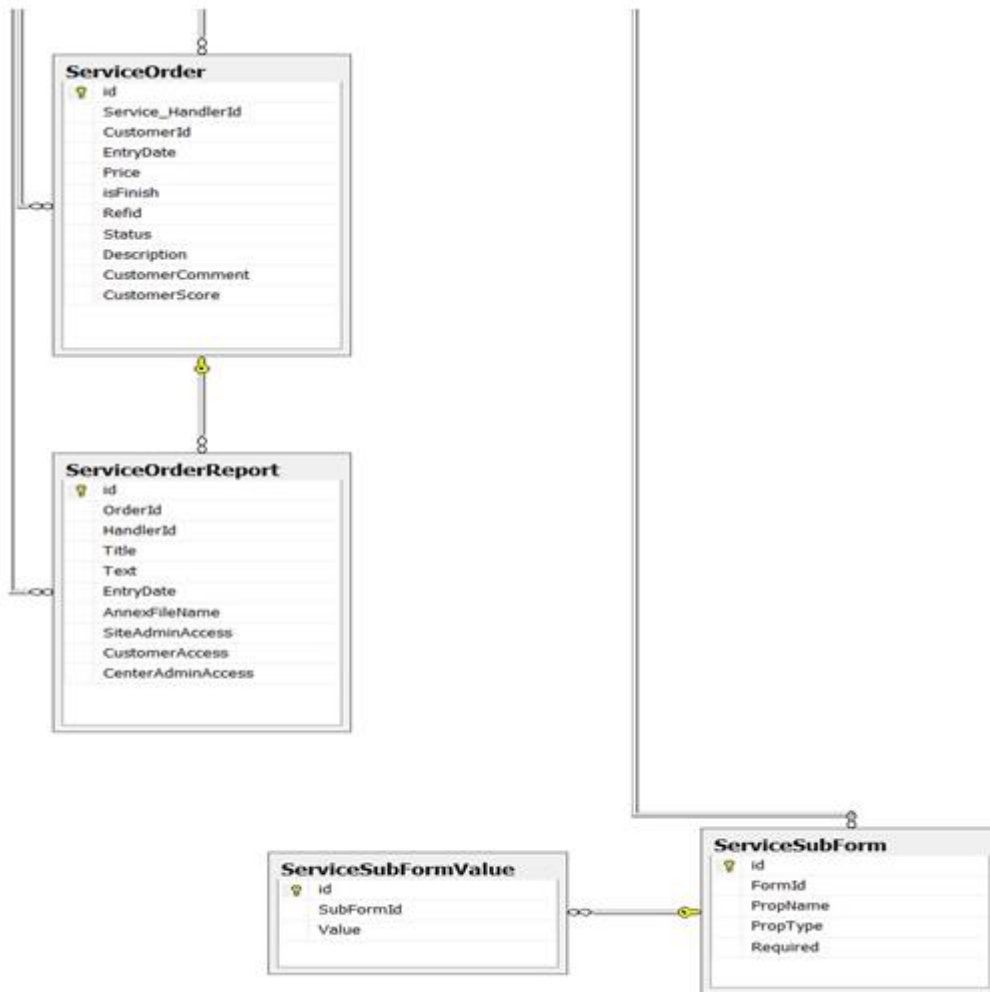 ServiceOrder
id
Service_HandlerId
CustomerId
EntryDate
Price
isFinish
Refid
Status
Description
CustomerComment
CustomerScore
ServiceOrderReport
id
OrderId
HandlerId
Title
Text
EntryDate
AnnexFileName
SiteAdminAccess
CustomerAccess
CenterAdminAccess
ServiceSubFormValue
id
SubFormId
Value
ServiceSubForm
id
FormId
PropName
PropType
Required